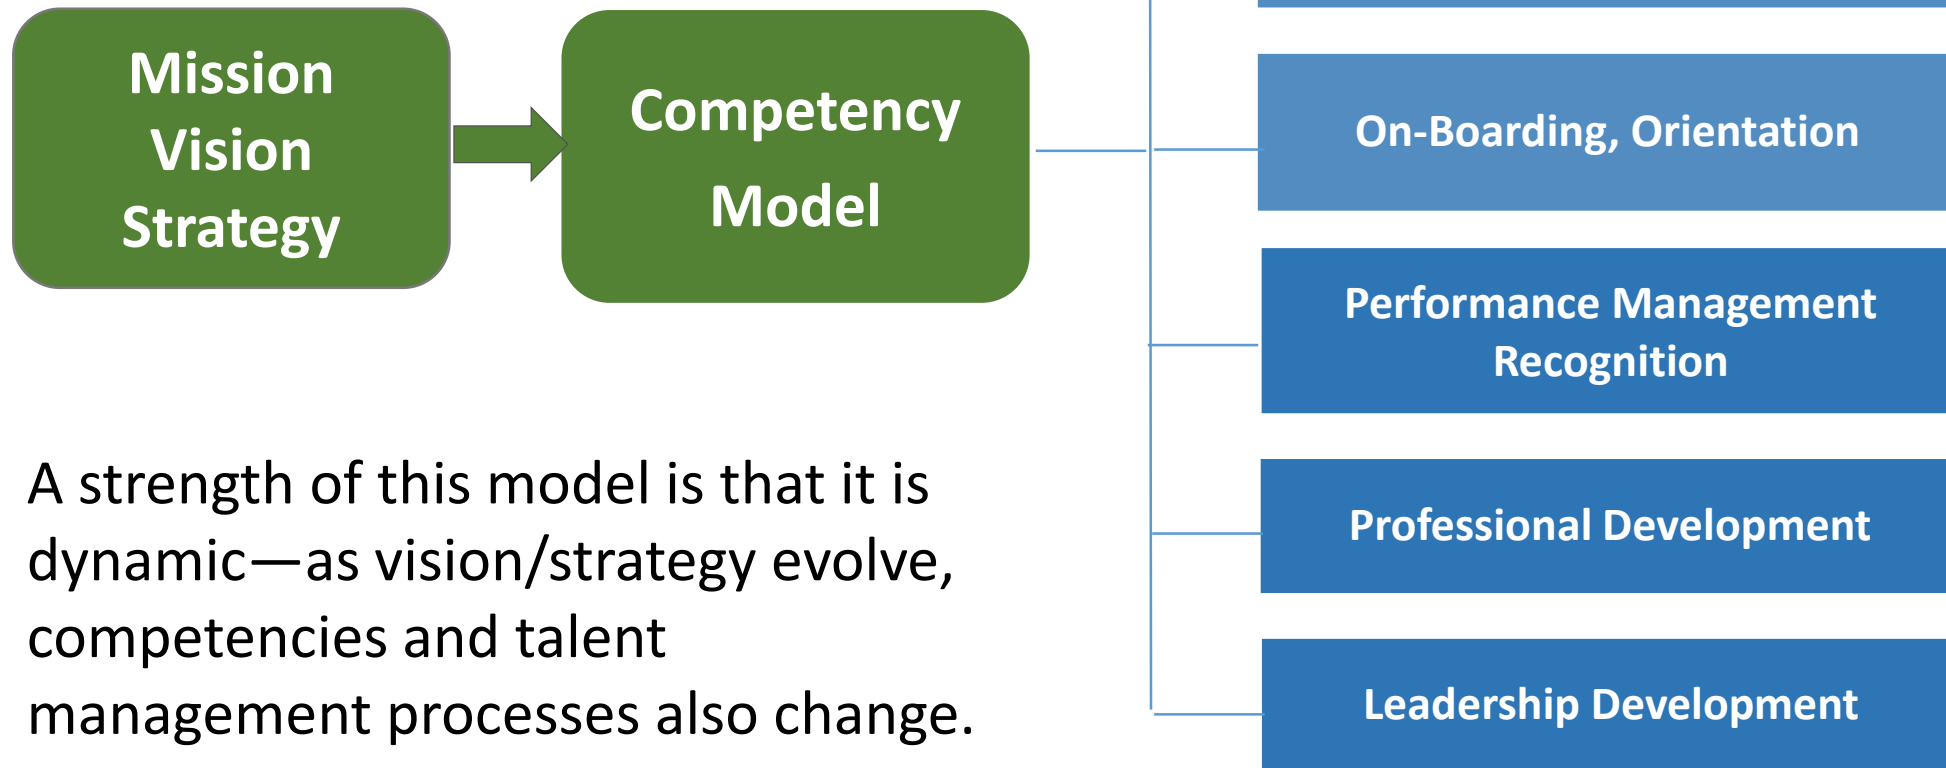 Mission
Vision
Strategy
Competency
Model
On-Boarding, Orientation
Performance Management
Recognition
Professional Development
Leadership Development
A strength of this model is that it is
dynamic—as vision/strategy evolve,
competencies and talent
management processes also change.